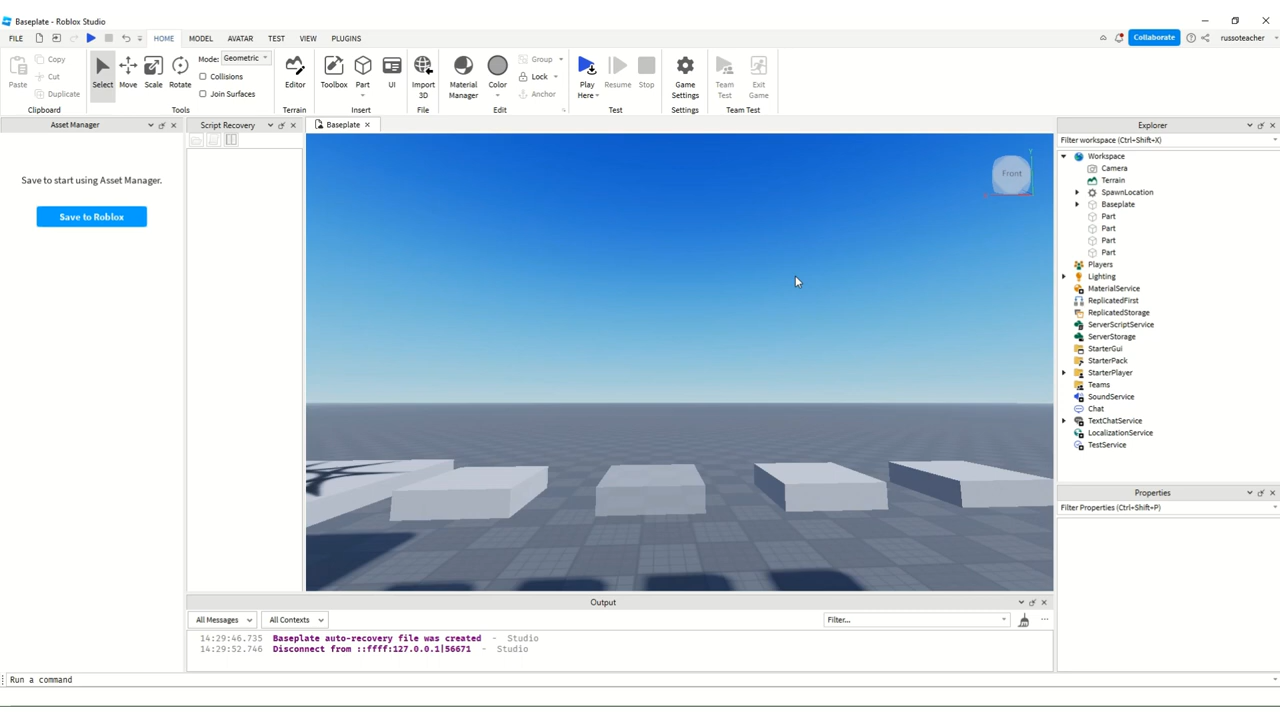 Baseplate - Roblox Studio
FILE HOME MODEL AVATAR TEST VIEW PLUGINS Collaborate russoteacher
Paste Copy Cut Duplicate Clipboard
Select Move Scale Rotate Mode: Geometric Collisions Join Surfaces Tools
Editor Terrain
Toolbox Part UI Insert
Import 3D File
Material Manager Color Group Lock Anchor Edit
Play Here Resume Stop Test
Game Settings Settings
Team Test Exit Game Team Test
Asset Manager
Save to start using Asset Manager.
Save to Roblox
Script Recovery
Baseplate
Front
Y
Explorer
Filter workspace (Ctrl+Shift+X)
Workspace
Camera
Terrain
SpawnLocation
Baseplate
Part
Part
Part
Part
Players
Lighting
MaterialService
ReplicatedFirst
ReplicatedStorage
ServerScriptService
ServerStorage
StarterGui
StarterPack
StarterPlayer
Teams
SoundService
Chat
TextChatService
LocalizationService
TestService
Properties
Filter Properties (Ctrl+Shift+P)
Output
All Messages All Contexts Filter...
14:29:46.735 Baseplate auto-recovery file was created - Studio
14:29:52.746 Disconnect from ::ffff:127.0.0.1|56671 - Studio
Run a command